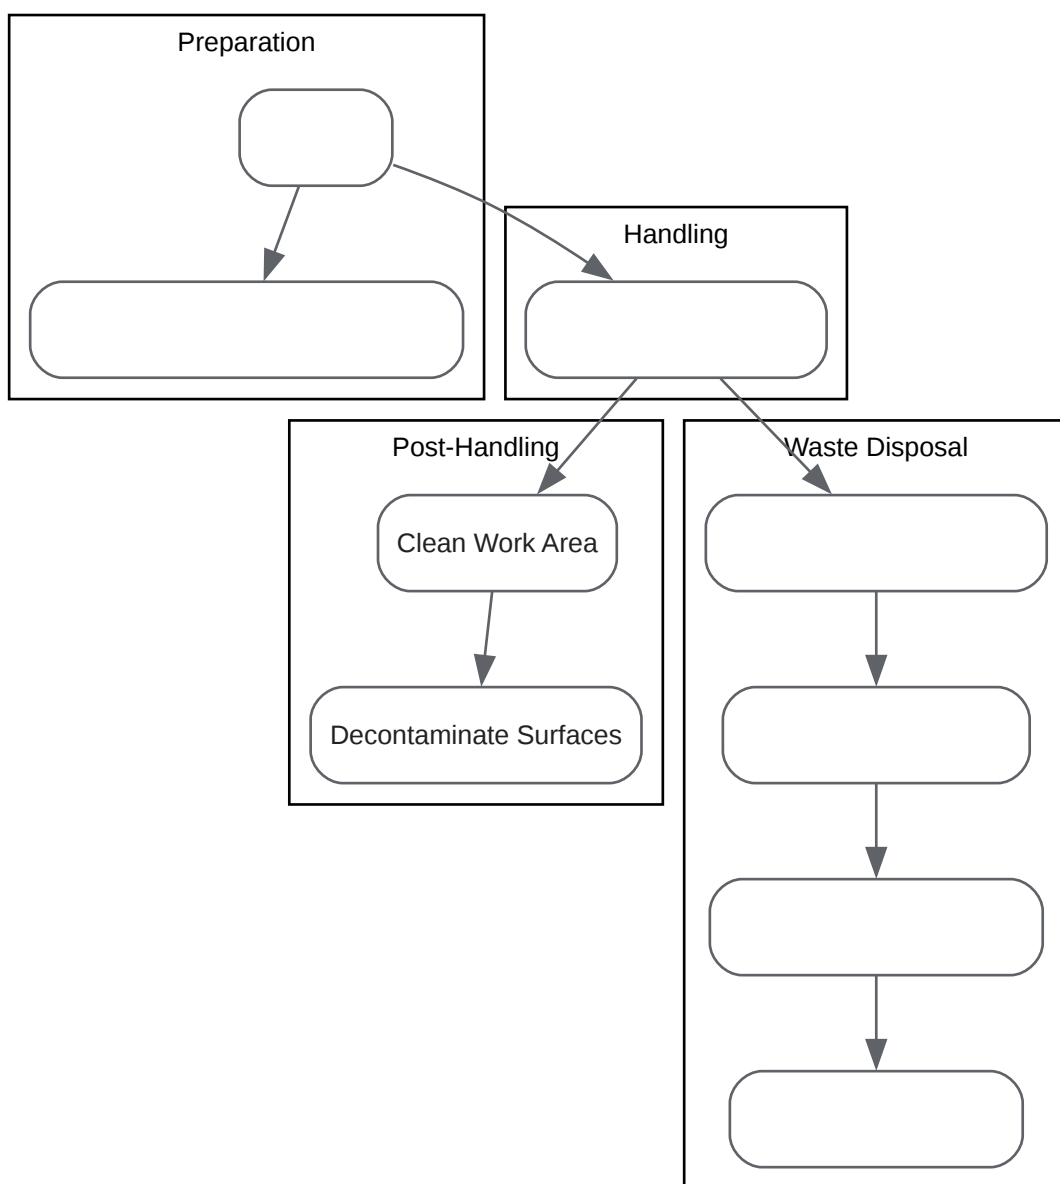 Preparation
Handling
Post-Handling
Waste Disposal
Clean Work Area
Decontaminate Surfaces